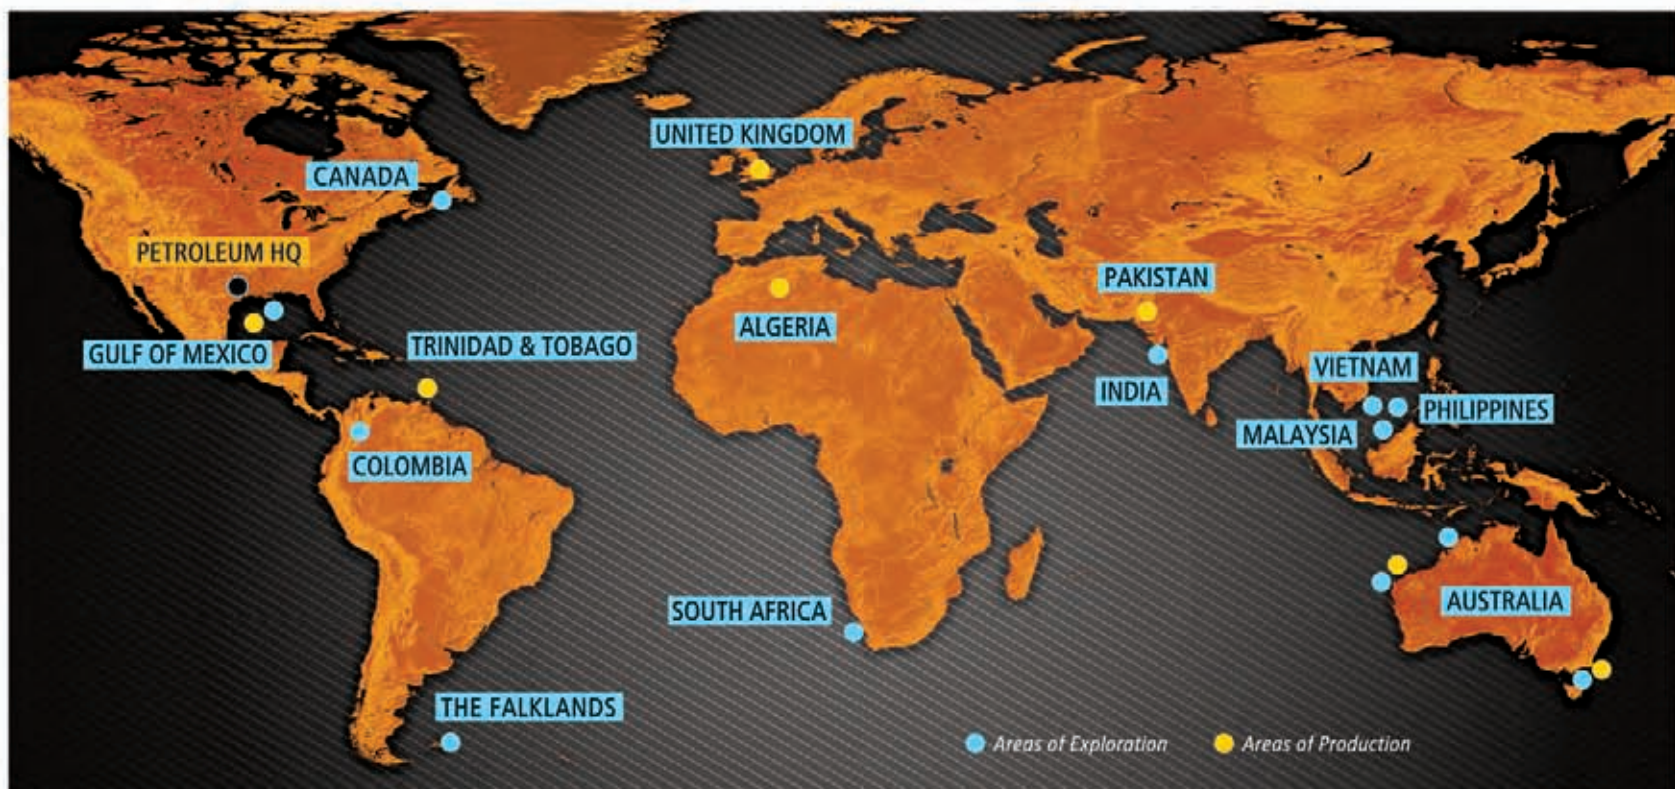 UNITED KINGDOM
CANADA
PETROLEUM HQ
PAKISTAN
ALGERIA
TRINIDAD & TOBAGO
GULF OF MEXICO
VIETNAM
INDIA
PHILIPPINES
MALAYSIA
COLOMBIA
SOUTH AFRICA
AUSTRALIA
THE FALKLANDS
Areas of Exploration
Areas of Production